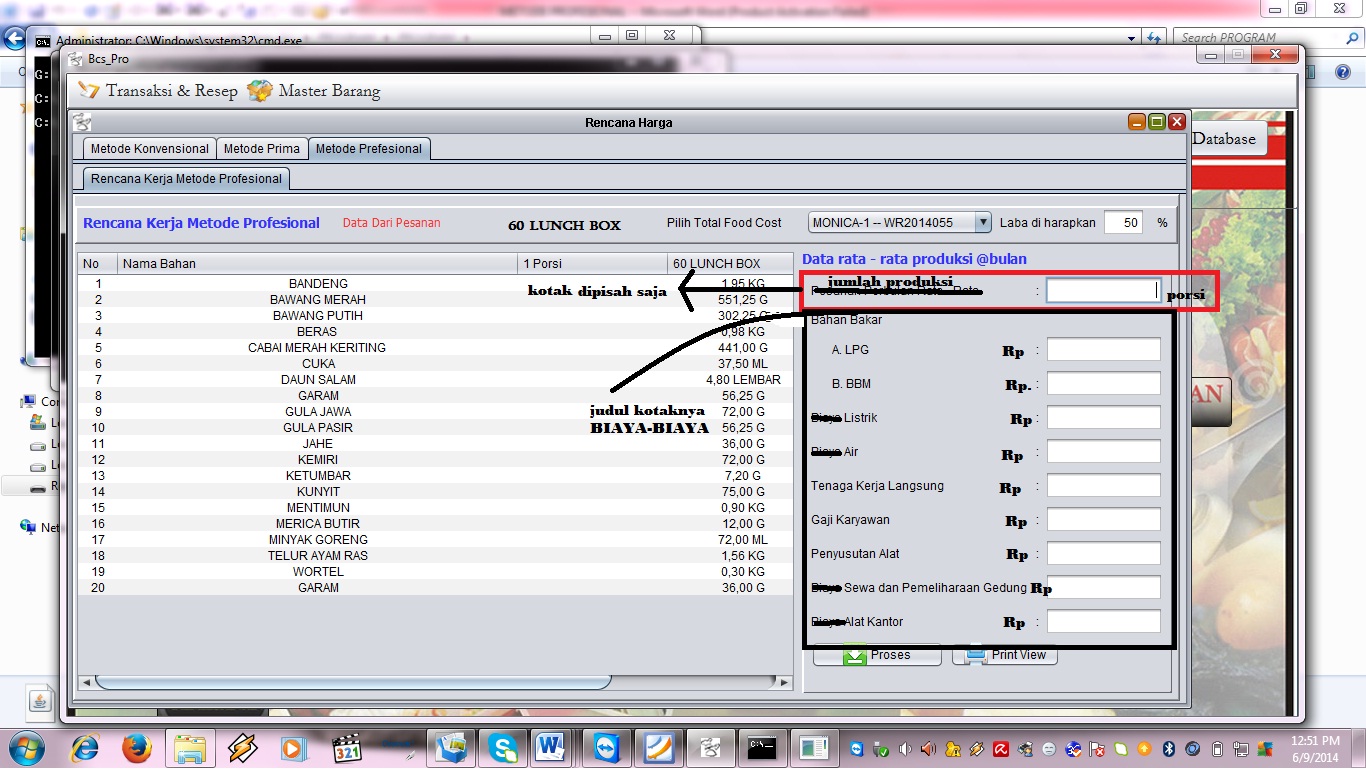 METODE PROFESIONAL - Microsoft Word (Product Activation Failed)
Administrator: C:\Windows\system32\cmd.exe
Search PROGRAM
Bcs_Pro
G:
C:
C:
Transaksi & Resep Master Barang
Rencana Harga
Database
Metode Konvensional Metode Prima Metode Prefesional
Rencana Kerja Metode Profesional
Rencana Kerja Metode Profesional Data Dari Pesanan 60 LUNCH BOX Pilih Total Food Cost MONICA-1 -- WR2014055 Laba di harapkan 50 %
No Nama Bahan 1 Porsi 60 LUNCH BOX
1 BANDENG 1,95 KG
2 BAWANG MERAH 551,25 G
3 BAWANG PUTIH 302,25 G
4 BERAS 0,98 KG
5 CABAI MERAH KERITING 441,00 G
6 CUKA 37,50 ML
7 DAUN SALAM 4,80 LEMBAR
8 GARAM 56,25 G
9 GULA JAWA 72,00 G
10 GULA PASIR 56,25 G
11 JAHE 36,00 G
12 KEMIRI 72,00 G
13 KETUMBAR 7,20 G
14 KUNYIT 75,00 G
15 MENTIMUN 0,90 KG
16 MERICA BUTIR 12,00 G
17 MINYAK GORENG 72,00 ML
18 TELUR AYAM RAS 1,56 KG
19 WORTEL 0,30 KG
20 GARAM 36,00 G
kotak dipisah saja
judul kotaknya
BIAYA-BIAYA
Data rata - rata produksi @bulan
jumlah produksi : porsi
Bahan Bakar
A. LPG Rp :
B. BBM Rp. :
Biaya Listrik Rp :
Biaya Air Rp :
Tenaga Kerja Langsung Rp :
Gaji Karyawan Rp :
Penyusutan Alat Rp :
Biaya Sewa dan Pemeliharaan Gedung Rp
Biaya Alat Kantor Rp :
Proses Print View
AN
Net
321
12:51 PM
6/9/2014